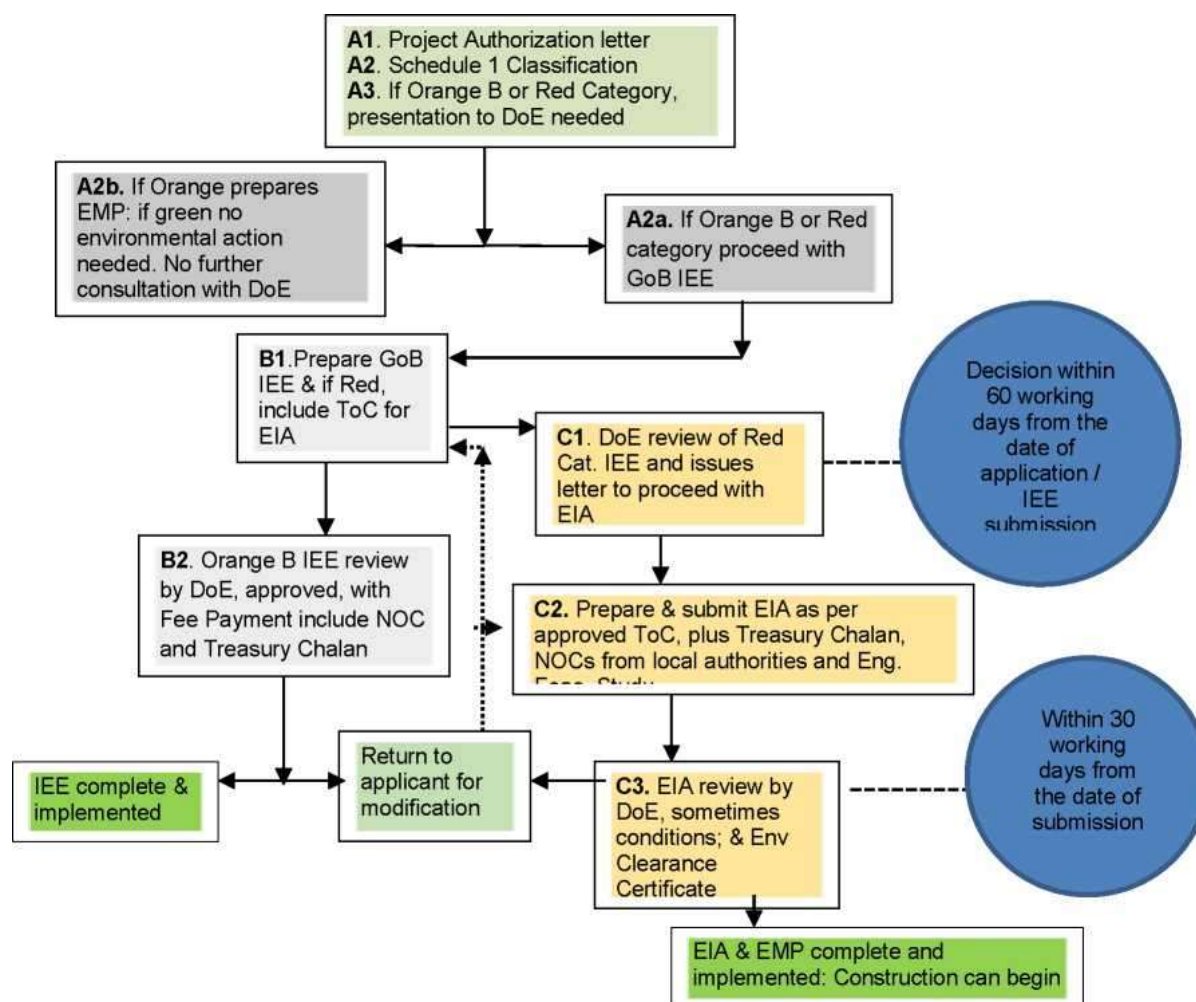 A1. Project Authorization letter
A2. Schedule 1 Classification
A3. If Orange B or Red Category,
presentation to DoE needed
A2b. If Orange prepares
EMP: if green no
environmental action
needed. No further
consultation with DoE
A2a. If Orange B or Red
category proceed with
GoB IEE
B1.Prepare GoB
IEE & if Red,
include ToC for
EIA
Decision within
60 working
days from the
date of
application /
IEE
submission
C1. DoE review of Red
Cat. IEE and issues
letter to proceed with
EIA
B2. Orange B IEE review
by DoE, approved, with
Fee Payment include NOC
and Treasury Chalan
C2. Prepare & submit EIA as per
approved ToC, plus Treasury Chalan,
NOCs from local authorities and Eng.
Study
Within 30
working
days from
the date of
submission
IEE complete &
implemented
Return to
applicant for
modification
C3. EIA review by
DoE, sometimes
conditions; & Env
Clearance
Certificate
EIA & EMP complete and
implemented: Construction can begin